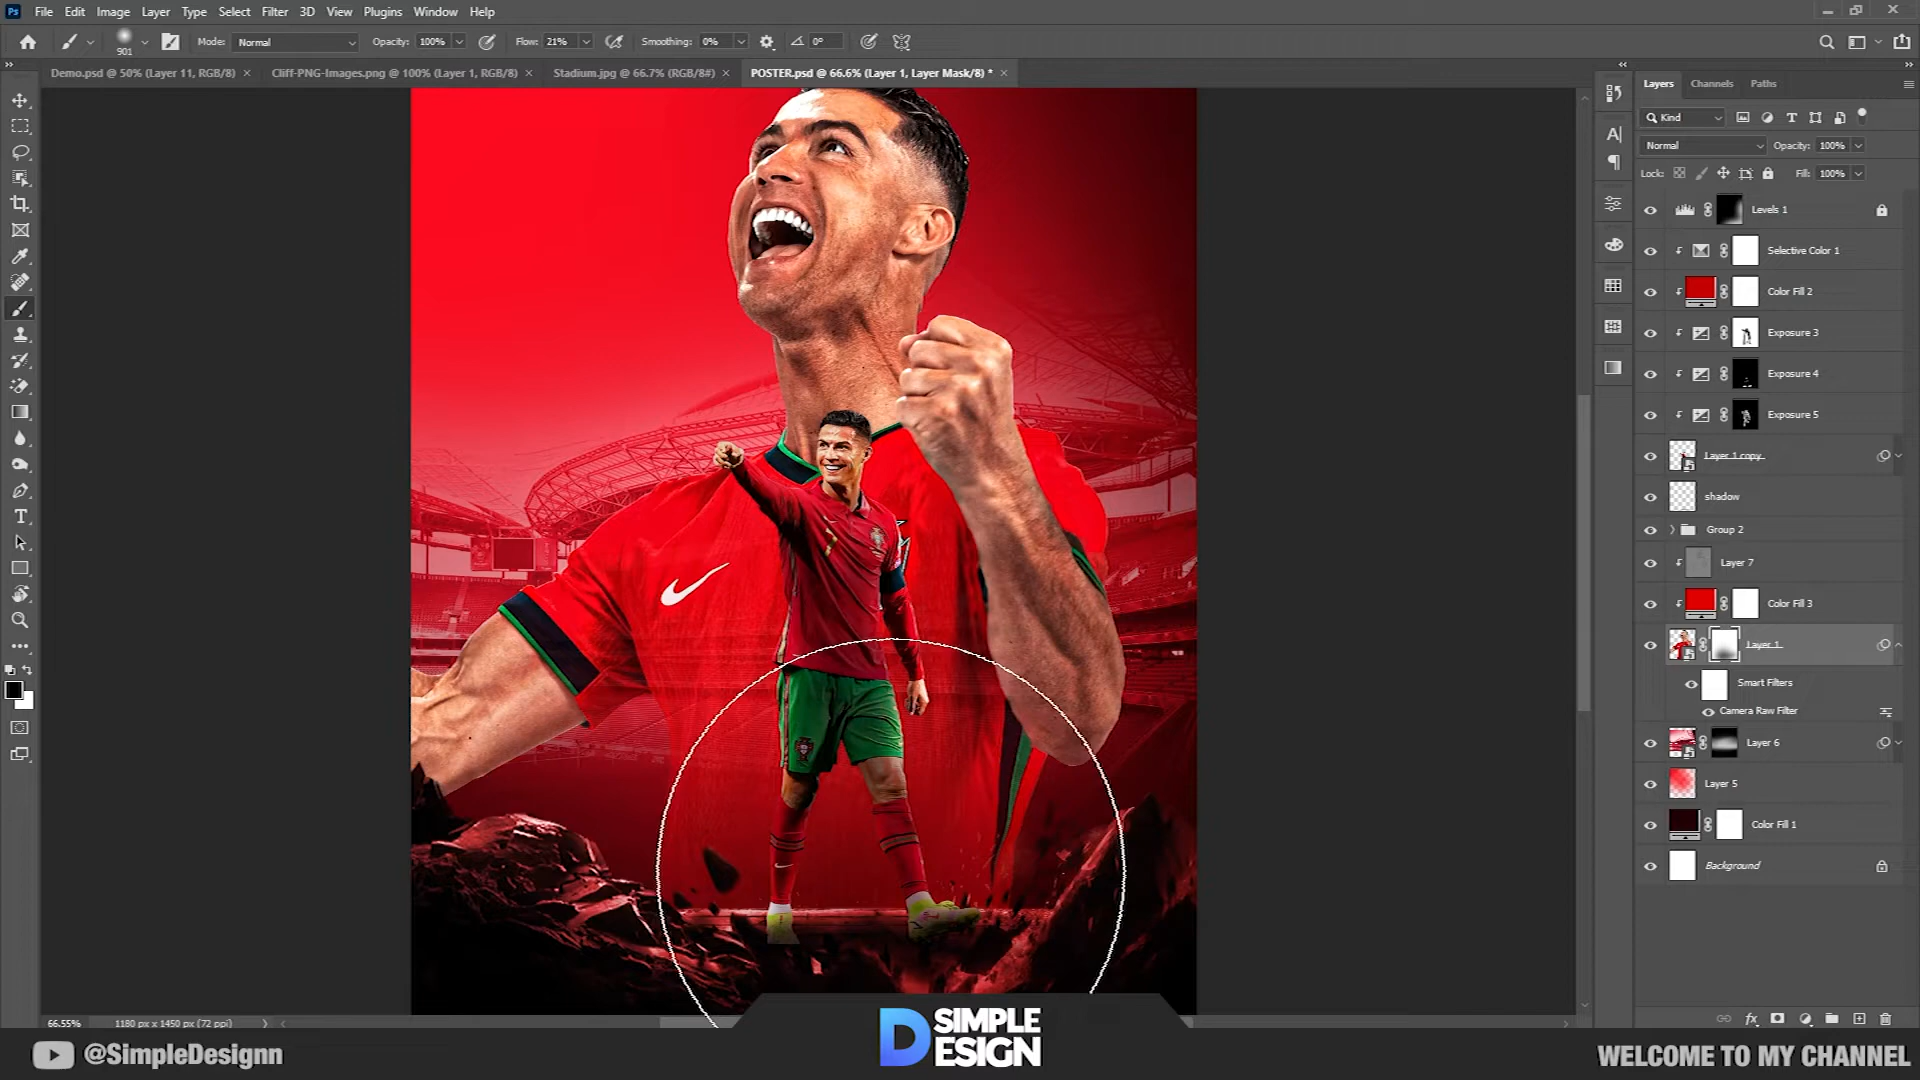 Ps File Edit Image Layer Type Select Filter 3D View Plugins Window Help
901 Mode: Normal Opacity: 100% Flow: 21% Smoothing: 0% 0°
Demo.psd @ 50% (Layer 11, RGB/8) × Cliff-PNG-Images.png @ 100% (Layer 1, RGB/8) × Stadium.jpg @ 66.7% (RGB/8#) × POSTER.psd @ 66.6% (Layer 1, Layer Mask/8) * ×
Layers Channels Paths
Kind
Normal Opacity: 100%
Lock: Fill: 100%
Levels 1
Selective Color 1
Color Fill 2
Exposure 3
Exposure 4
Exposure 5
Layer 1 copy
shadow
Group 2
Layer 7
Color Fill 3
Layer 1
Smart Filters
Camera Raw Filter
Layer 6
Layer 5
Color Fill 1
Background
7
66.55% 1180 px x 1450 px (72 ppi)
@SimpleDesignn
D SIMPLE
ESIGN
WELCOME TO MY CHANNEL